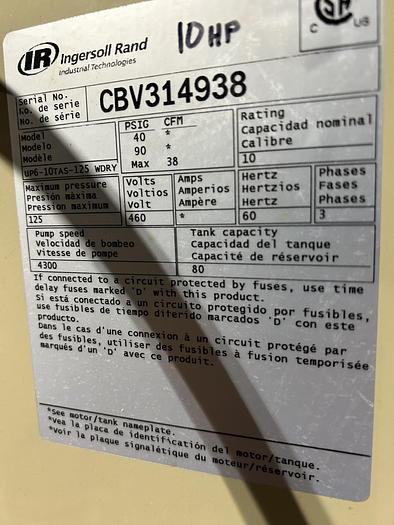 IR Ingersoll Rand
Industrial Technologies
10HP
C SA US
Serial No.
No. de serie
No. de série
CBV314938
Model
Modelo
Modèle
UP6-10TAS-125 WDRY
PSIG CFM
40 *
90 *
Max 38
Rating
Capacidad nominal
Calibre
10
Maximum pressure
Presión màxima
Pression maximum
125
Volts
Voltios
Volt
460
Amps
Amperios
Ampère
*
Hertz
Hertzios
Hertz
60
Phases
Fases
Phases
3
Pump speed
Velocidad de bombeo
Vitesse de pompe
4300
Tank capacity
Capacidad del tanque
Capacité de réservoir
80
If connected to a circuit protected by fuses, use time
delay fuses marked 'D' with this product.
Si está conectado a un circuito protegido por fusibles,
use fusibles de tiempo diferido marcados 'D' con este
producto.
Dans le cas d'une connexion à un circuit protégé par
des fusibles, utiliser des fusibles à fusion temporisée
marqués d'un 'D' avec ce produit.
*See motor/tank nameplate.
*Vea la placa de identificación del motor/tanque.
*Voir la plaque signalétique du moteur/réservoir.